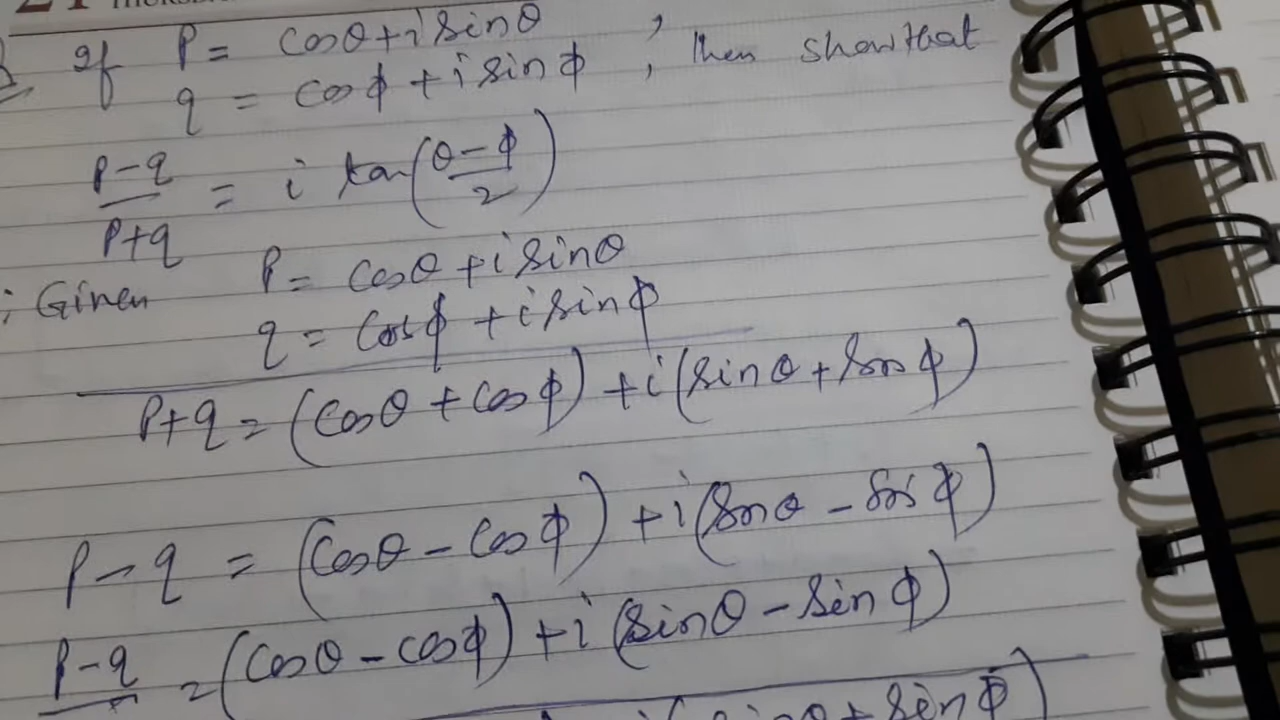 If P = cosθ + i sinθ ,
q = cosϕ + i sinϕ , then show that
P-q/P+q = i tan(θ-ϕ/2)
: Given P = cosθ + i sinθ
q = cosϕ + i sinϕ
P+q = (cosθ + cosϕ) + i(sinθ + sinϕ)
P-q = (cosθ - cosϕ) + i(sinθ - sinϕ)
P-q = (cosθ - cosϕ) + i(sinθ - sinϕ)
+ sinϕ)